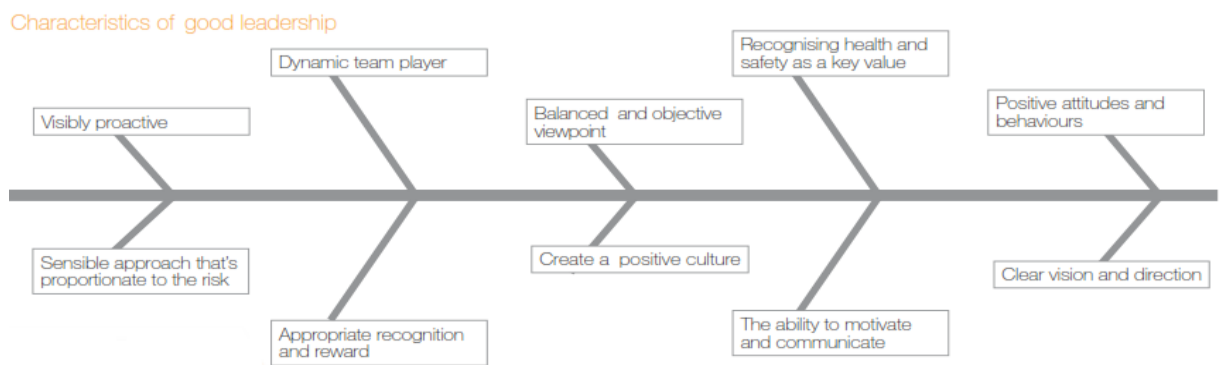 Characteristics of good leadership
Dynamic team player
Recognising health and
safety as a key value
Visibly proactive
Balanced and objective
viewpoint
Positive attitudes and
behaviours
Sensible approach that's
proportionate to the risk
Create a positive culture
Clear vision and direction
Appropriate recognition
and reward
The ability to motivate
and communicate